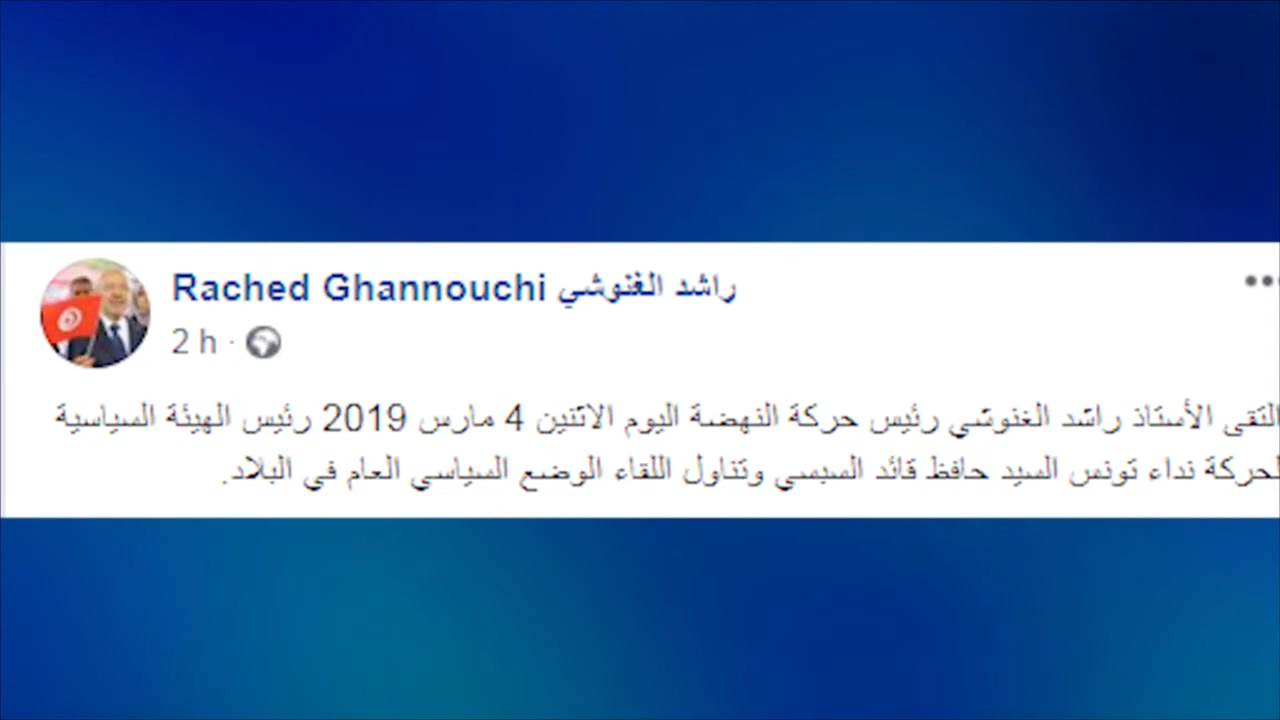 Rached Ghannouchi راشد الغنوشي
2 h ·
التقى الأستاذ راشد الغنوشي رئيس حركة النهضة اليوم الاثنين 4 مارس 2019 رئيس الهيئة السياسية
لحركة نداء تونس السيد حافظ قائد السبسي وتناول اللقاء الوضع السياسي العام في البلاد.